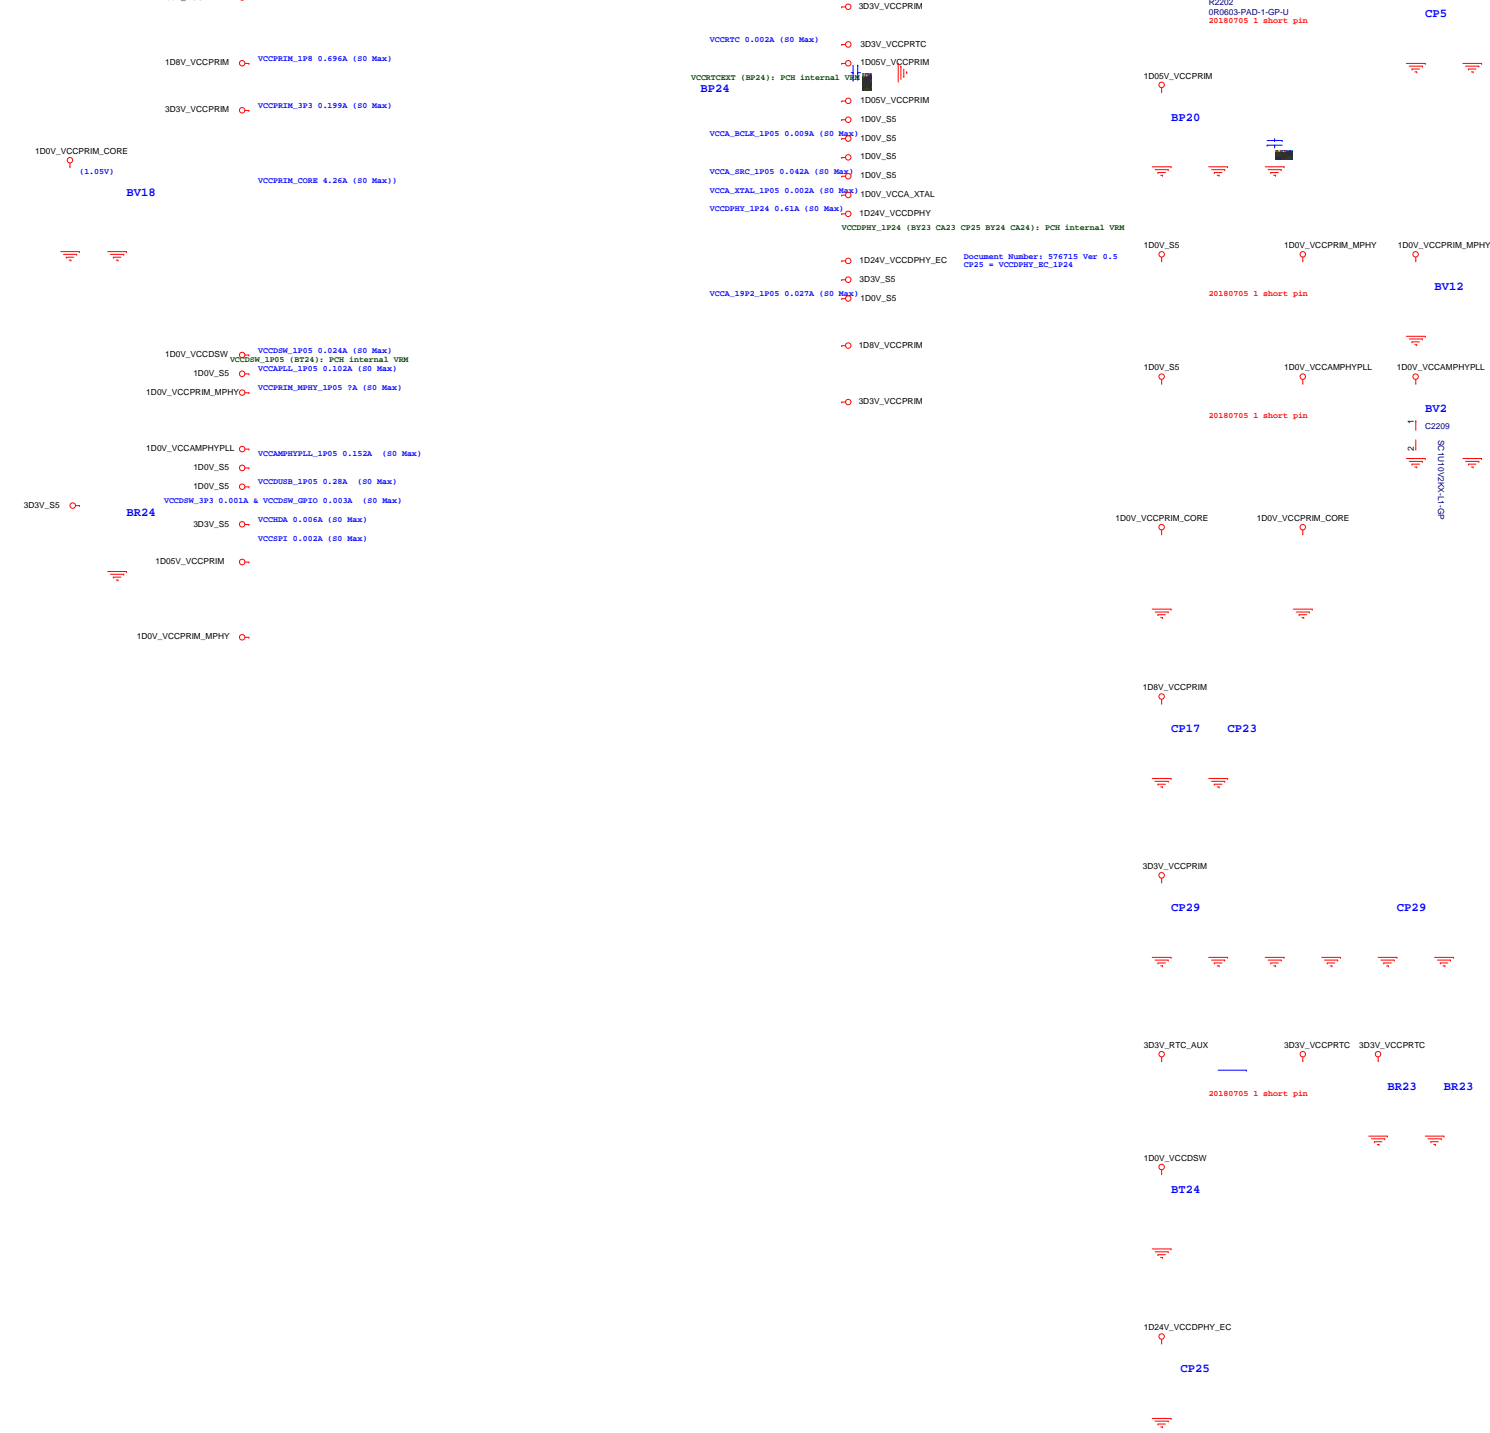 3D3V_VCCPRIM
R2202
0R0603-PAD-1-GP-U
20180705 1 short pin
CP5
VCCRTC 0.002A (S0 Max)
3D3V_VCCPRTC
1D8V_VCCPRIM
VCCPRIM_1P8 0.696A (S0 Max)
1D05V_VCCPRIM
VCCRTCEXT (BP24): PCH internal VRM
BP24
1D05V_VCCPRIM
3D3V_VCCPRIM
VCCPRIM_3P3 0.199A (S0 Max)
1D05V_VCCPRIM
BP20
1D0V_S5
VCCA_BCLK_1P05 0.009A (S0 Max)
1D0V_S5
1D0V_VCCPRIM_CORE
(1.05V)
1D0V_S5
VCCA_SRC_1P05 0.042A (S0 Max)
1D0V_S5
VCCPRIM_CORE 4.26A (S0 Max))
BV18
VCCA_XTAL_1P05 0.002A (S0 Max)
1D0V_VCCA_XTAL
VCCDPHY_1P24 0.61A (S0 Max)
1D24V_VCCDPHY
VCCDPHY_1P24 (BY23 CA23 CP25 BY24 CA24): PCH internal VRM
1D0V_S5
1D0V_VCCPRIM_MPHY
1D0V_VCCPRIM_MPHY
1D24V_VCCDPHY_EC
Document Number: 576715 Ver 0.5
CP25 = VCCDPHY_EC_1P24
3D3V_S5
BV12
VCCA_19P2_1P05 0.027A (S0 Max)
1D0V_S5
20180705 1 short pin
1D8V_VCCPRIM
1D0V_VCCDSW
VCCDSW_1P05 0.024A (S0 Max)
VCCDSW_1P05 (BT24): PCH internal VRM
1D0V_S5
VCCAPLL_1P05 0.102A (S0 Max)
1D0V_S5
1D0V_VCCAMPHYPLL
1D0V_VCCAMPHYPLL
1D0V_VCCPRIM_MPHY
VCCPRIM_MPHY_1P05 ?A (S0 Max)
3D3V_VCCPRIM
BV2
20180705 1 short pin
1
C2209
2
SC1U10V2KX-L1-GP
1D0V_VCCAMPHYPLL
VCCAMPHYPLL_1P05 0.152A (S0 Max)
1D0V_S5
1D0V_S5
VCCDUSB_1P05 0.28A (S0 Max)
3D3V_S5
VCCDSW_3P3 0.001A & VCCDSW_GPIO 0.003A (S0 Max)
BR24
3D3V_S5
VCCHDA 0.006A (S0 Max)
1D0V_VCCPRIM_CORE
1D0V_VCCPRIM_CORE
VCCSPI 0.002A (S0 Max)
1D05V_VCCPRIM
1D0V_VCCPRIM_MPHY
1D8V_VCCPRIM
CP17
CP23
3D3V_VCCPRIM
CP29
CP29
3D3V_RTC_AUX
3D3V_VCCPRTC
3D3V_VCCPRTC
20180705 1 short pin
BR23
BR23
1D0V_VCCDSW
BT24
1D24V_VCCDPHY_EC
CP25